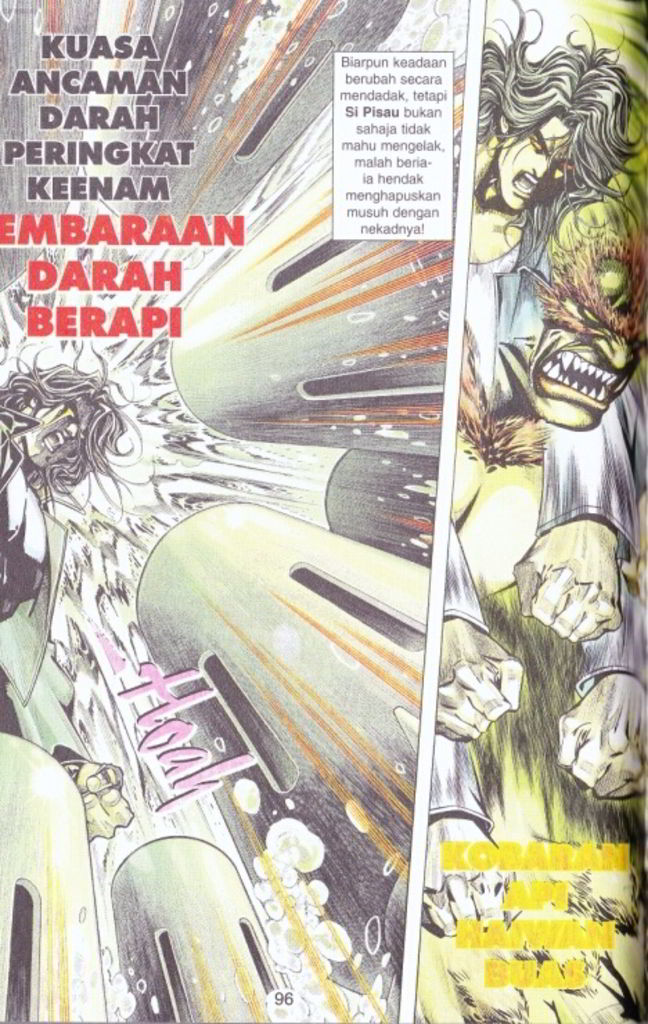 KUASA
ANCAMAN
DARAH
PERINGKAT
KEENAM
EMBARAAN
DARAH
BERAPI
Biarpun keadaan
berubah secara
mendadak, tetapi
Si Pisau bukan
sahaja tidak
mahu mengelak,
malah beria-
ia hendak
menghapuskan
musuh dengan
nekadnya!
Hoah
KOBARAN
API
HAIWAN
BUAS
96